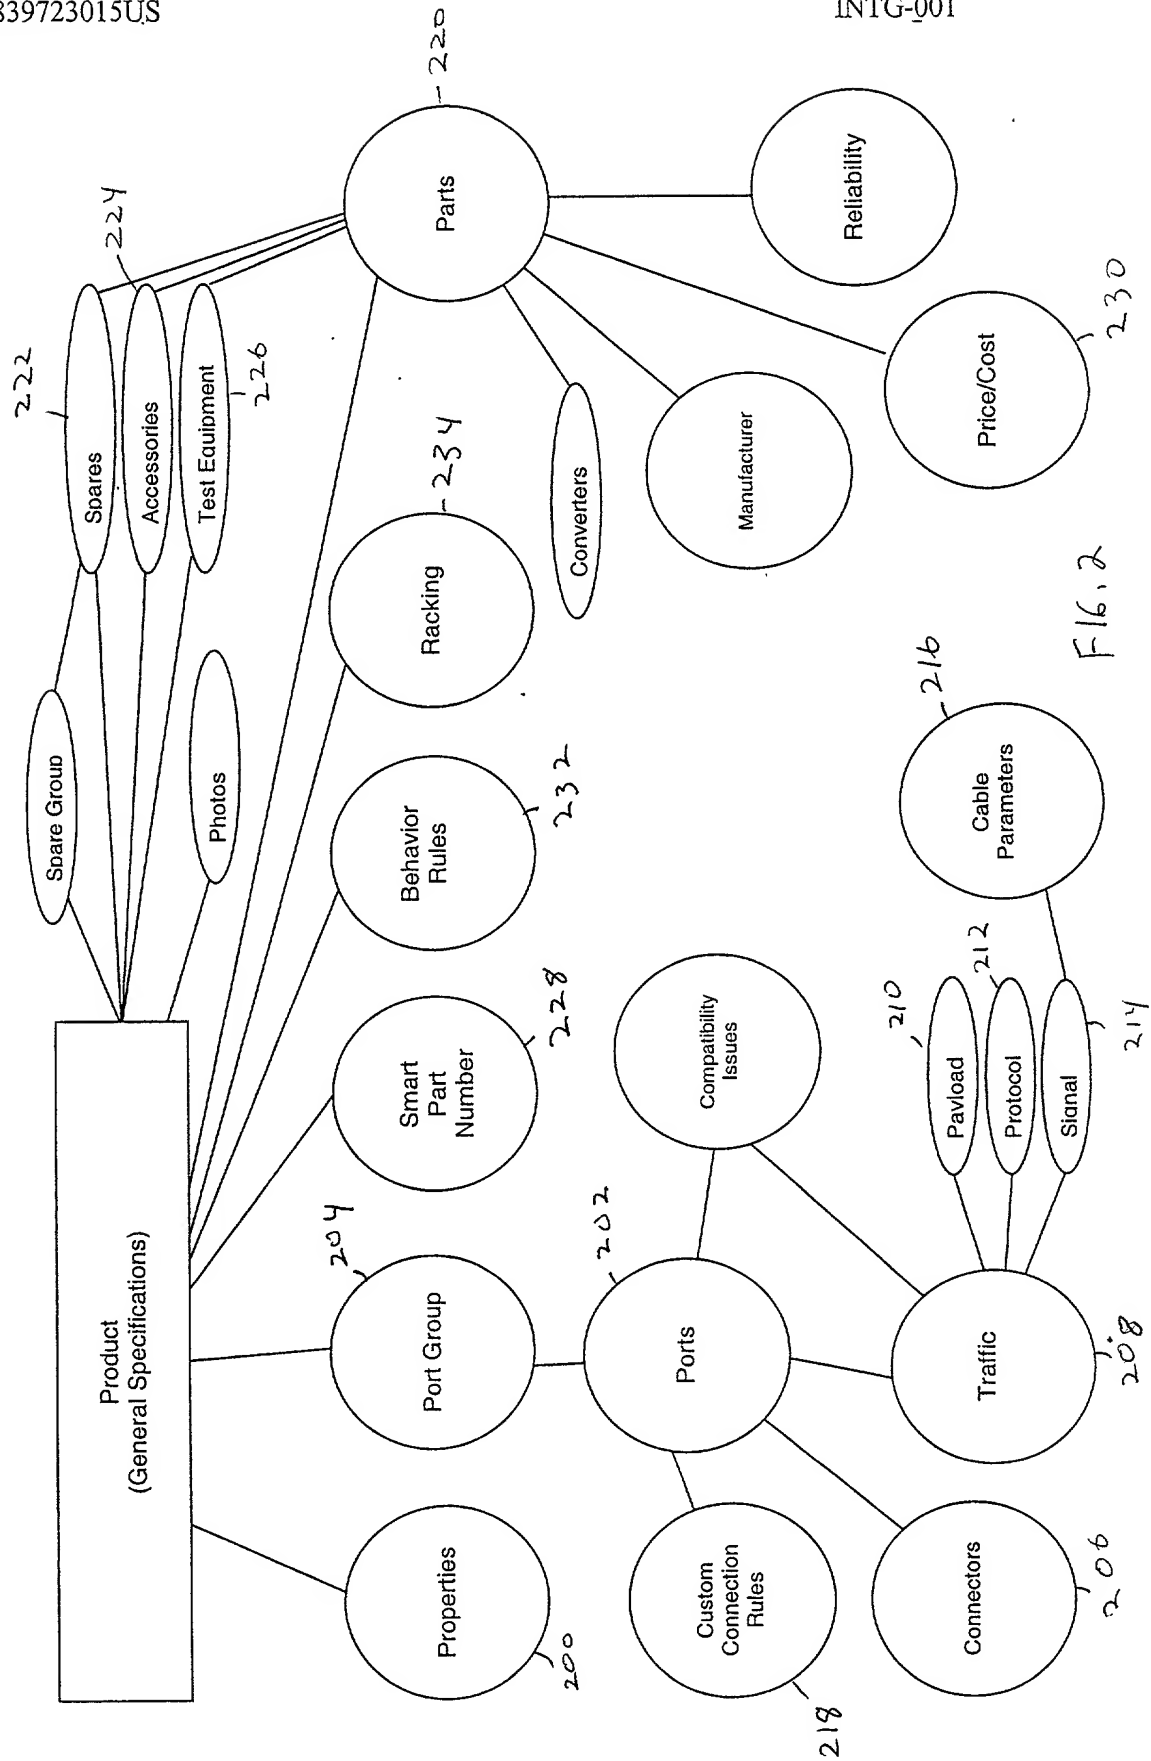 839723015US
INTG-001
Product
(General Specifications)
Spare Group
Photos
222
Spares
224
Accessories
226
Test Equipment
Properties
200
Port Group
204
Smart
Part
Number
228
Behavior
Rules
232
Racking
234
Parts
220
Custom
Connection
Rules
218
Ports
202
Compatibility
Issues
Converters
Manufacturer
Reliability
Connectors
206
Traffic
208
Payload
210
Protocol
212
Signal
214
Cable
Parameters
216
Price/Cost
230
FIG. 2